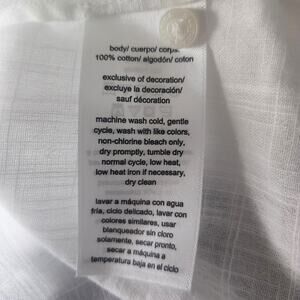 body/ cuerpo/ corps:
100% cotton/ algodón/ coton
exclusive of decoration/
excluye la decoración/
sauf décoration
machine wash cold, gentle
cycle, wash with like colors,
non-chlorine bleach only,
dry promptly, tumble dry
normal cycle, low heat,
low heat iron if necessary,
dry clean
lavar a máquina con agua
fría, ciclo delicado, lavar con
colores similares, usar
blanqueador sin cloro
solamente, secar pronto,
secar a máquina a
temperatura baja en el ciclo